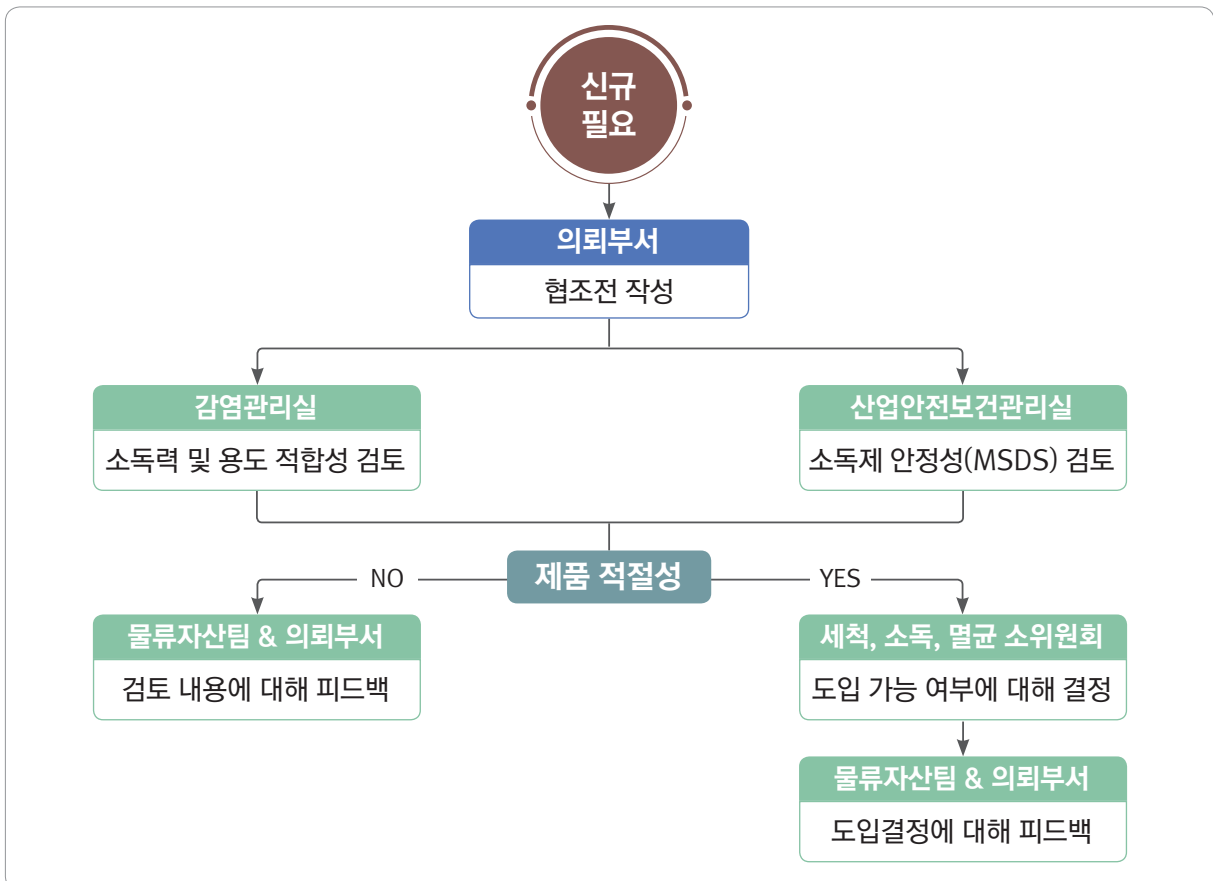 신규
필요
의뢰부서
협조전 작성
감염관리실
소독력 및 용도 적합성 검토
산업안전보건관리실
소독제 안정성(MSDS) 검토
제품 적절성
NO
YES
물류자산팀 & 의뢰부서
검토 내용에 대해 피드백
세척, 소독, 멸균 소위원회
도입 가능 여부에 대해 결정
물류자산팀 & 의뢰부서
도입결정에 대해 피드백